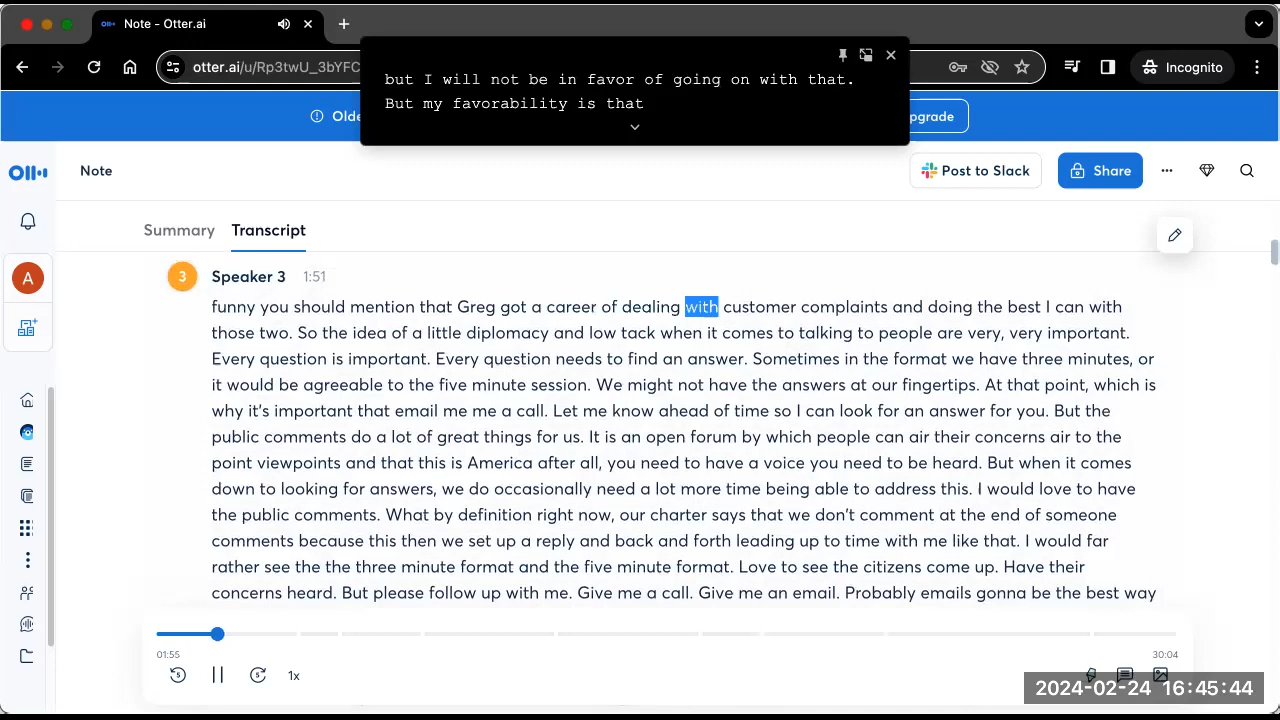 Note - Otter.ai
otter.ai/u/Rp3twU_3bYFC
Incognito
but I will not be in favor of going on with that.
But my favorability is that
Olde
pgrade
Note
Post to Slack
Share
Summary
Transcript
A
3
Speaker 3
1:51
funny you should mention that Greg got a career of dealing with customer complaints and doing the best I can with
those two. So the idea of a little diplomacy and low tack when it comes to talking to people are very, very important.
Every question is important. Every question needs to find an answer. Sometimes in the format we have three minutes, or
it would be agreeable to the five minute session. We might not have the answers at our fingertips. At that point, which is
why it's important that email me me a call. Let me know ahead of time so I can look for an answer for you. But the
public comments do a lot of great things for us. It is an open forum by which people can air their concerns air to the
point viewpoints and that this is America after all, you need to have a voice you need to be heard. But when it comes
down to looking for answers, we do occasionally need a lot more time being able to address this. I would love to have
the public comments. What by definition right now, our charter says that we don't comment at the end of someone
comments because this then we set up a reply and back and forth leading up to time with me like that. I would far
rather see the the three minute format and the five minute format. Love to see the citizens come up. Have their
concerns heard. But please follow up with me. Give me a call. Give me an email. Probably emails gonna be the best way
01:55
30:04
5
5
1x
2024-02-24 16:45:44